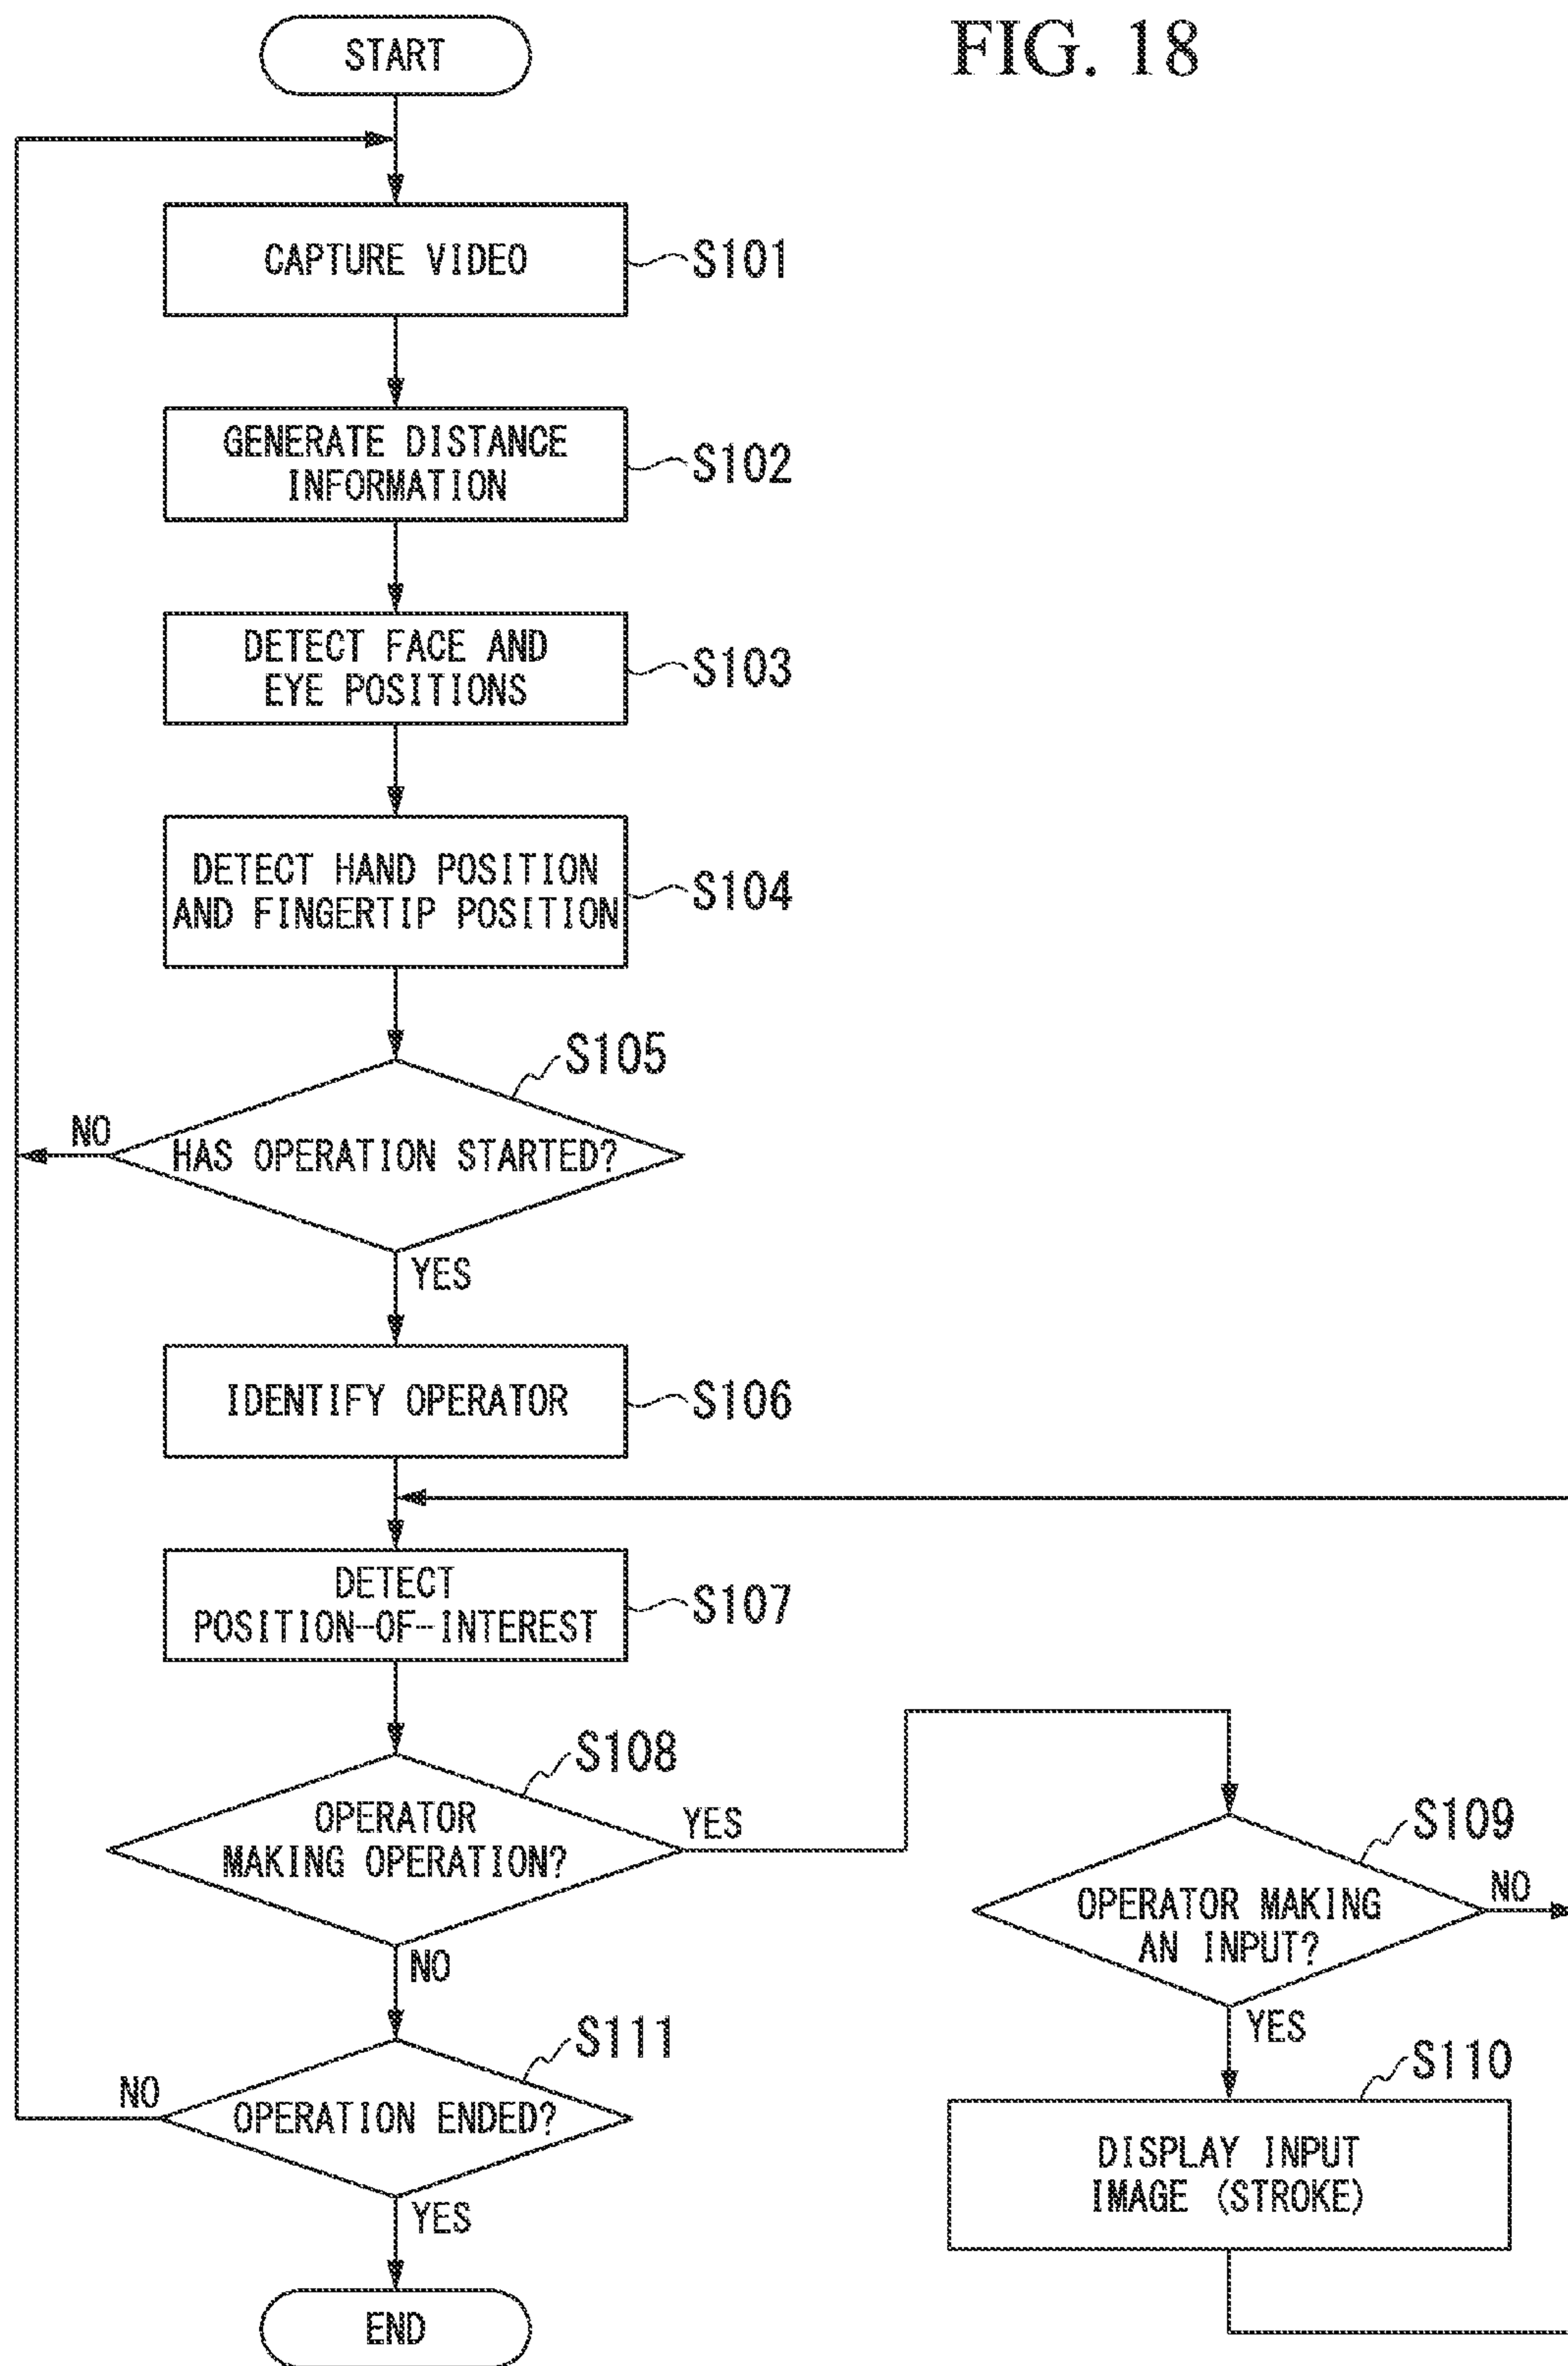 FIG. 18
START
CAPTURE VIDEO
S101
GENERATE DISTANCE
INFORMATION
S102
DETECT FACE AND
EYE POSITIONS
S103
DETECT HAND POSITION
AND FINGERTIP POSITION
S104
S105
NO
HAS OPERATION STARTED?
YES
IDENTIFY OPERATOR
S106
DETECT
POSITION-OF-INTEREST
S107
S108
OPERATOR
MAKING OPERATION?
YES
NO
S109
OPERATOR MAKING
AN INPUT?
NO
YES
S110
DISPLAY INPUT
IMAGE (STROKE)
S111
NO
OPERATION ENDED?
YES
END